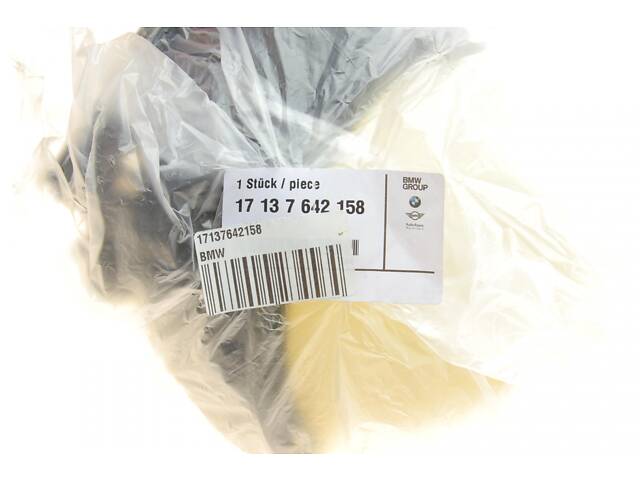 1 Stück / piece
17 13 7 642 158
BMW
GROUP
17137642158
BMW